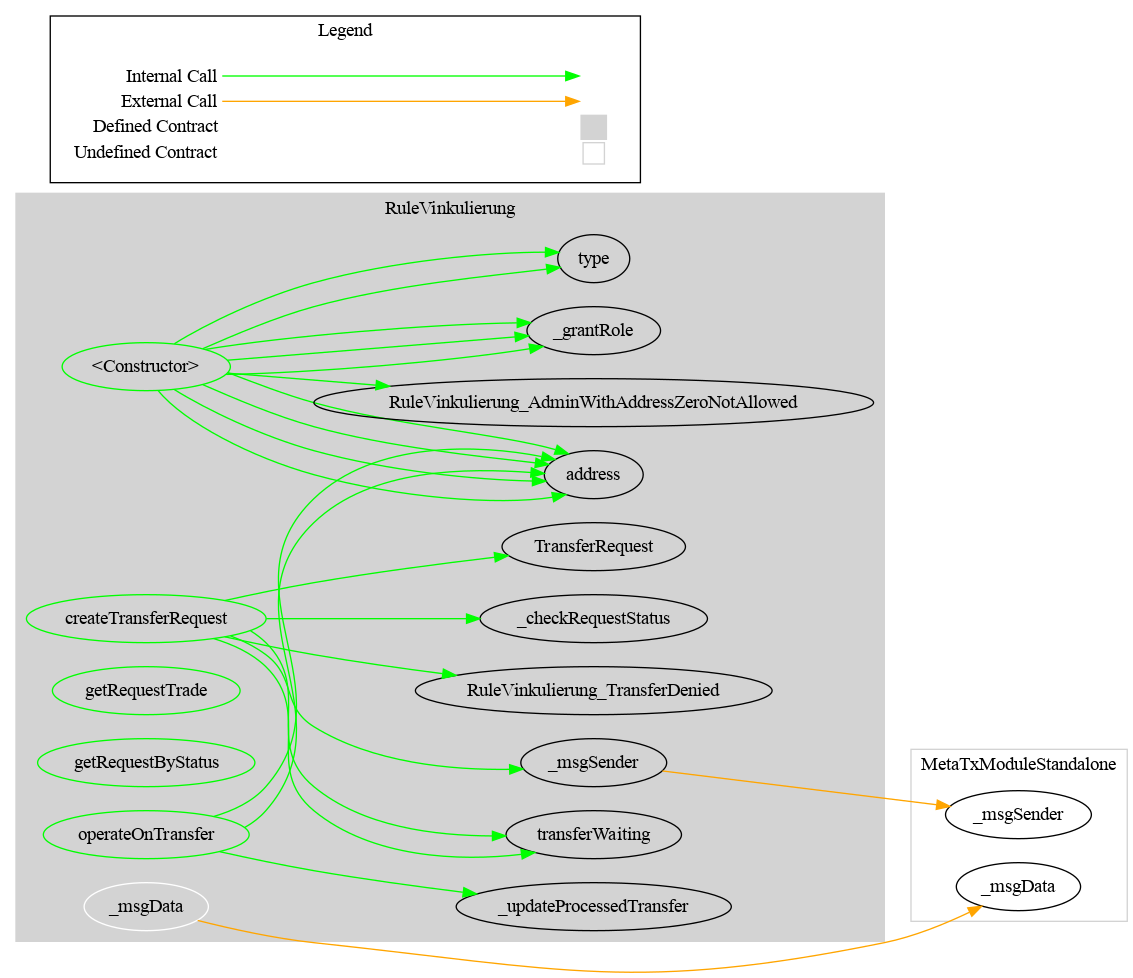 Legend
Internal Call
External Call
Defined Contract
Undefined Contract
RuleVinkulierung
type
_grantRole
<Constructor>
RuleVinkulierung_AdminWithAddressZeroNotAllowed
address
TransferRequest
createTransferRequest
_checkRequestStatus
getRequestTrade
RuleVinkulierung_TransferDenied
getRequestByStatus
_msgSender
operateOnTransfer
transferWaiting
_msgData
_updateProcessedTransfer
MetaTxModuleStandalone
_msgSender
_msgData